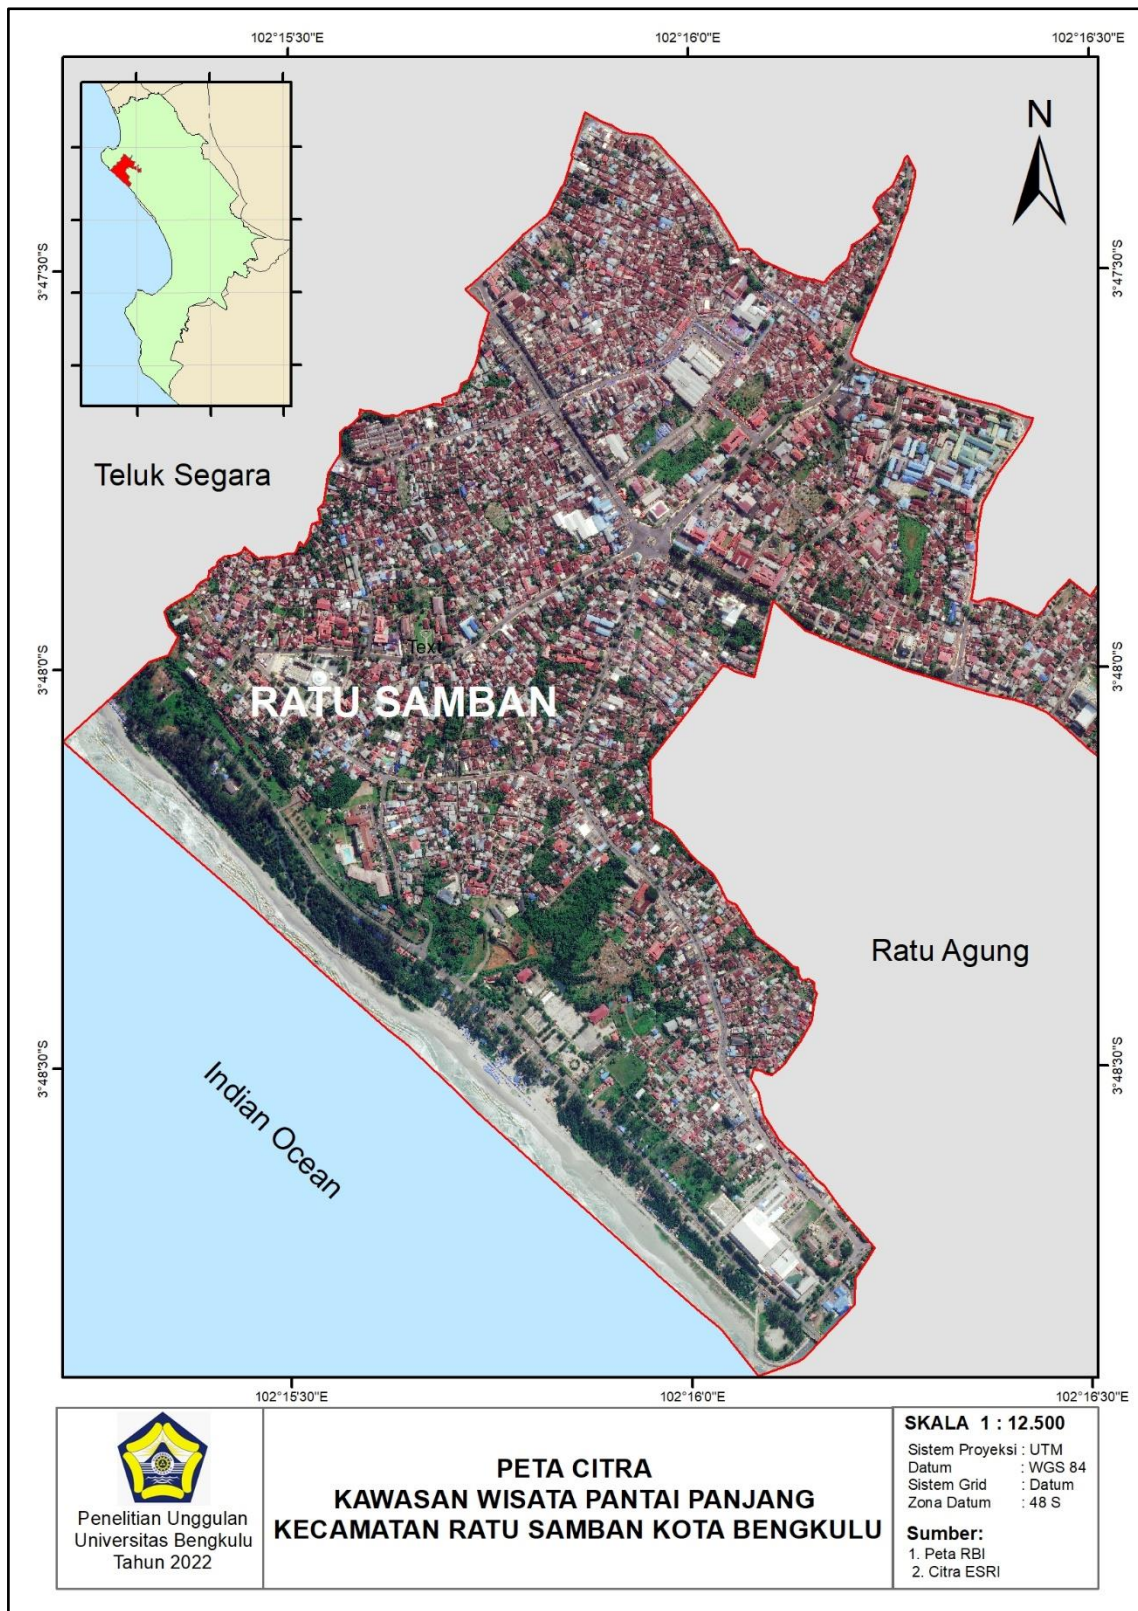 102°15'30"E
102°16'0"E
102°16'30"E
N
3°47'30"S
3°47'30"S
Teluk Segara
Text
3°48'0"S
3°48'0"S
RATU SAMBAN
Ratu Agung
3°48'30"S
3°48'30"S
Indian Ocean
102°15'30"E
102°16'0"E
102°16'30"E
Penelitian Unggulan
Universitas Bengkulu
Tahun 2022
PETA CITRA
KAWASAN WISATA PANTAI PANJANG
KECAMATAN RATU SAMBAN KOTA BENGKULU
SKALA 1 : 12.500
Sistem Proyeksi : UTM
Datum : WGS 84
Sistem Grid : Datum
Zona Datum : 48 S
Sumber:
1. Peta RBI
2. Citra ESRI